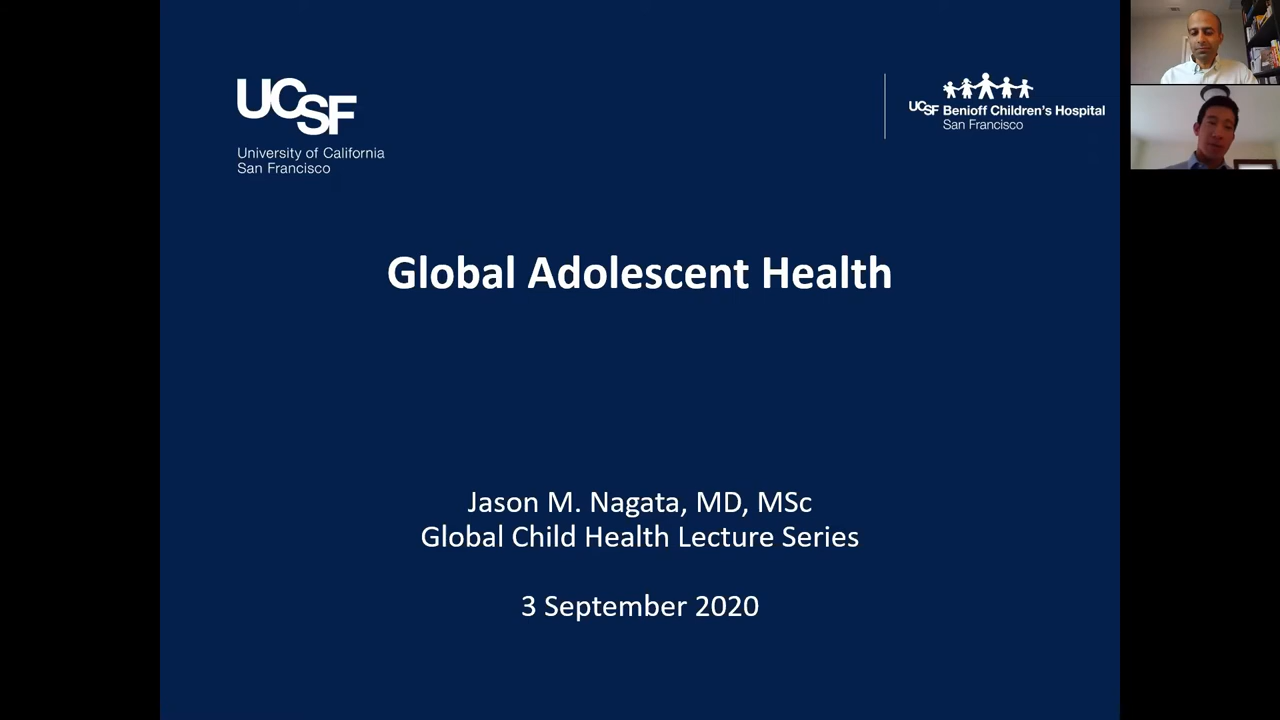 UCSF
University of California
San Francisco
UCSF Benioff Children's Hospital
San Francisco
Global Adolescent Health
Jason M. Nagata, MD, MSc
Global Child Health Lecture Series
3 September 2020